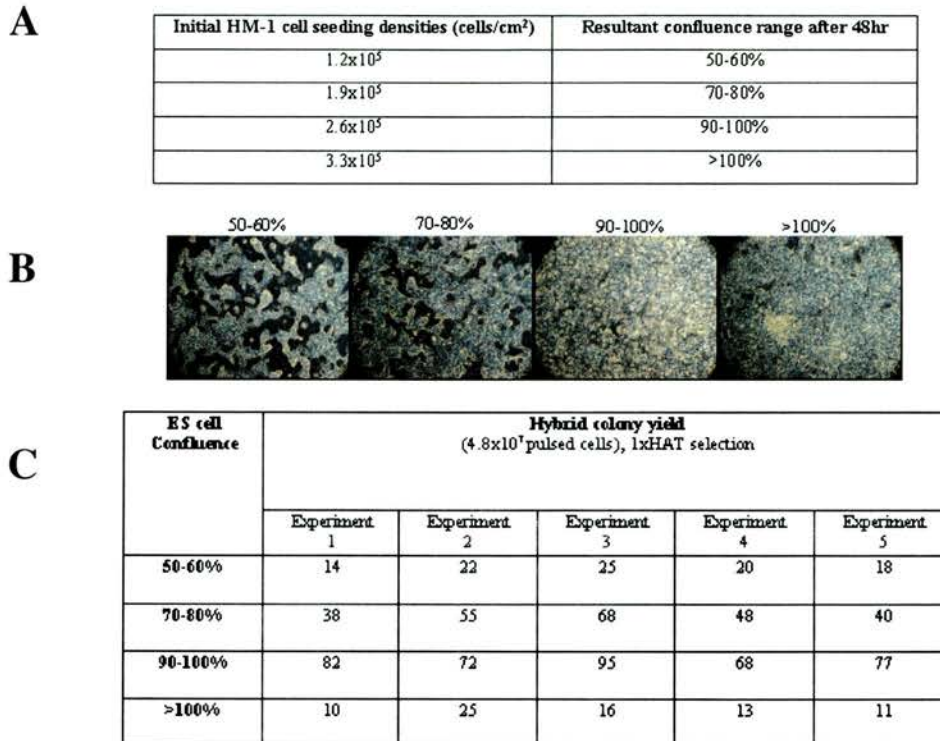 A
Initial HM-1 cell seeding densities (cells/cm²) Resultant confluence range after 48hr
1.2x10⁵ 50-60%
1.9x10⁵ 70-80%
2.6x10⁵ 90-100%
3.3x10⁵ >100%
B
50-60% 70-80% 90-100% >100%
C
ES cell Confluence Hybrid colony yield
(4.8x10⁷ pulsed cells), 1xHAT selection
Experiment 1 Experiment 2 Experiment 3 Experiment 4 Experiment 5
50-60% 14 22 25 20 18
70-80% 38 55 68 48 40
90-100% 82 72 95 68 77
>100% 10 25 16 13 11